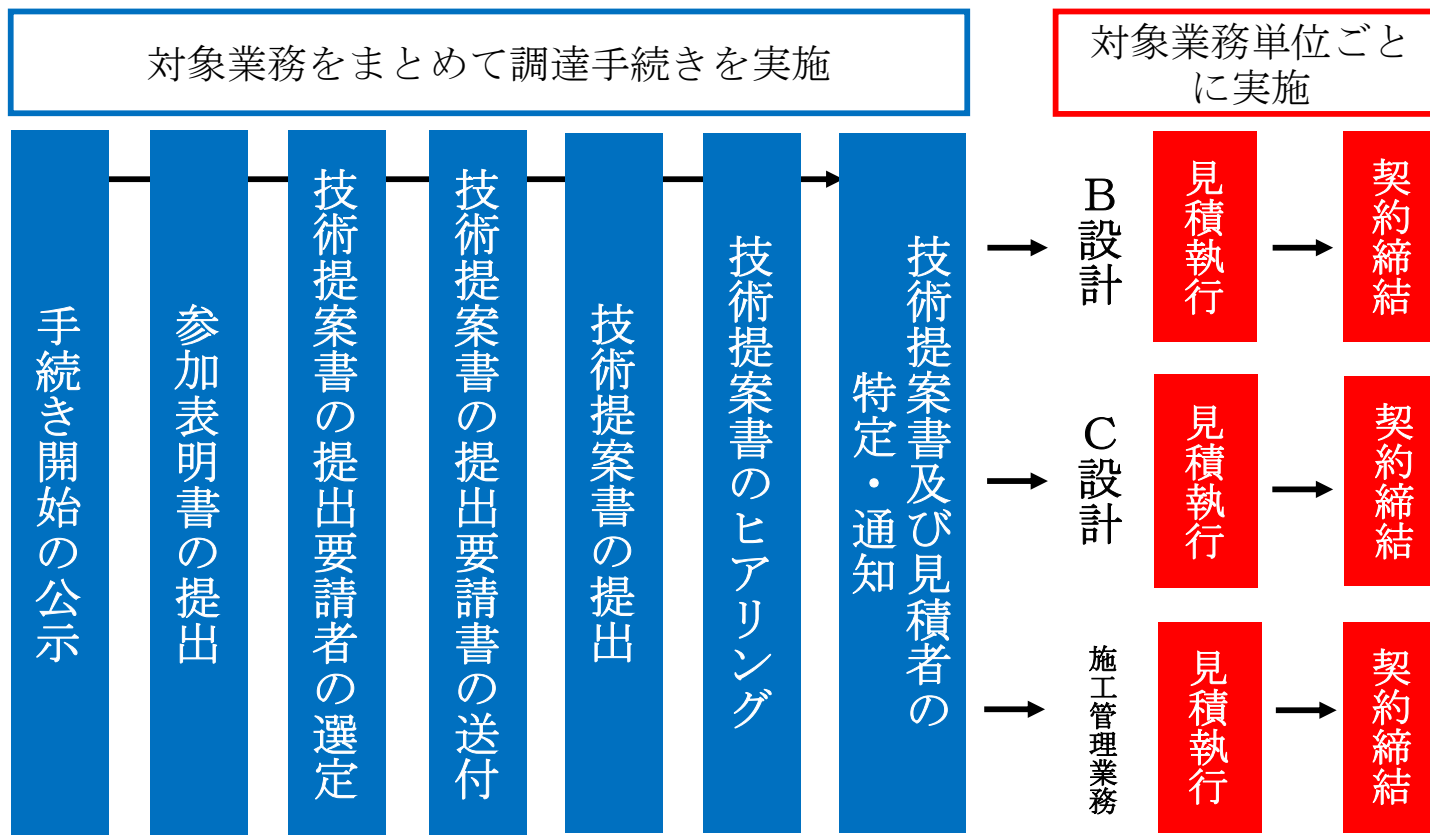 対象業務をまとめて調達手続きを実施
対象業務単位ごと
に実施
手続き開始の公示
参加表明書の提出
技術提案書の提出要請者の選定
技術提案書の提出要請書の送付
技術提案書の提出
技術提案書のヒアリング
技術提案書及び見積者の
特定・通知
B設計
見積執行
契約締結
C設計
見積執行
契約締結
施工管理業務
見積執行
契約締結